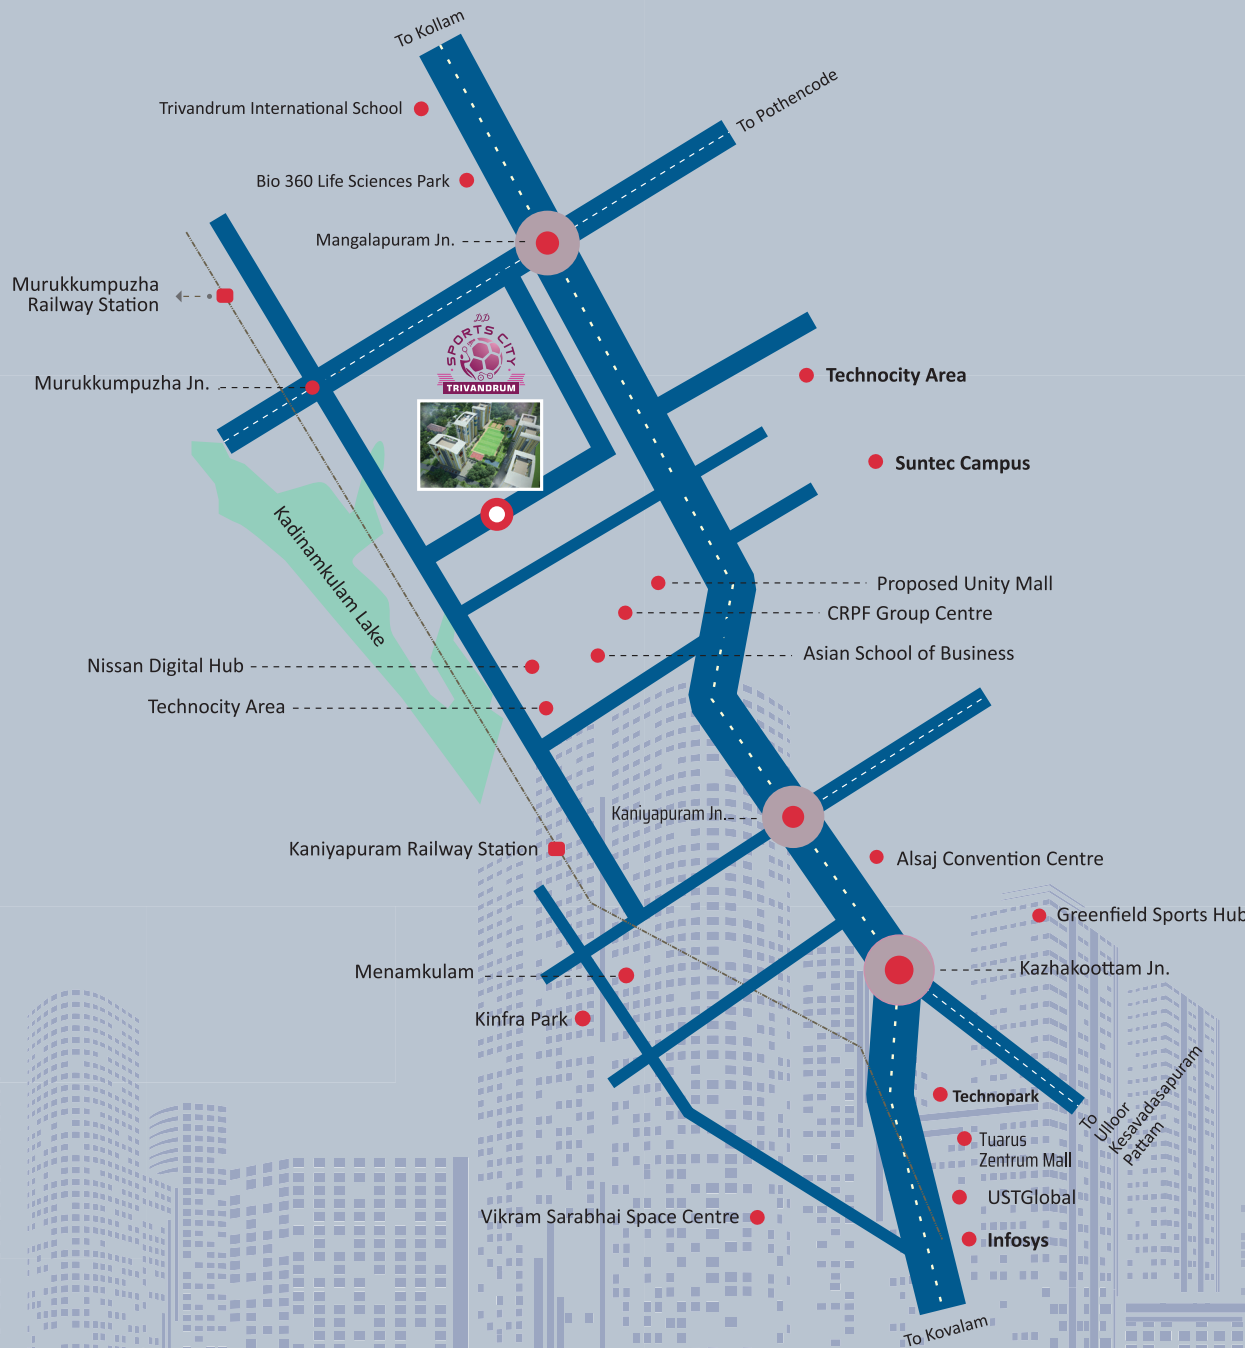 To Kollam
To Pothencode
Trivandrum International School
Bio 360 Life Sciences Park
Mangalapuram Jn.
Murukkumpuzha
Railway Station
SPORTS CITY
TRIVANDRUM
Murukkumpuzha Jn.
Technocity Area
Suntec Campus
Kadinamkulam Lake
Proposed Unity Mall
CRPF Group Centre
Asian School of Business
Nissan Digital Hub
Technocity Area
Kaniyapuram Jn.
Kaniyapuram Railway Station
Alsaj Convention Centre
Greenfield Sports Hub
Kazhakoottam Jn.
Menamkulam
Kinfra Park
Technopark
To
Ulloor
Kesavadasapuram
Pattam
Tuarus
Zentrum Mall
USTGlobal
Vikram Sarabhai Space Centre
Infosys
To Kovalam